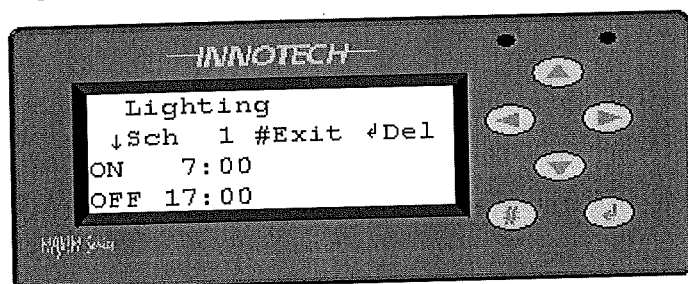 INNOTECH
Lighting
↓Sch 1 #Exit ↲Del
ON 7:00
OFF 17:00
#
↲